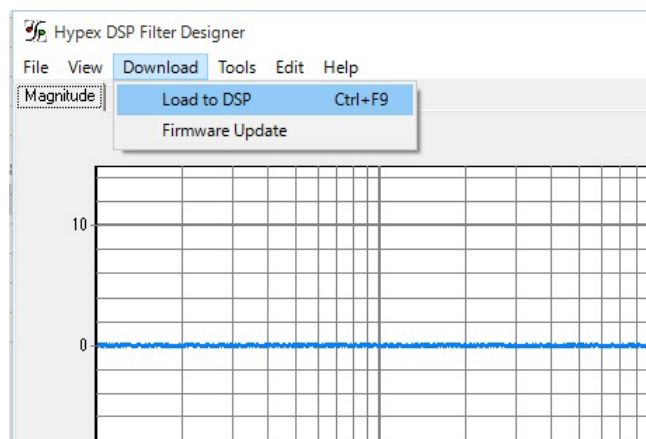 Hypex DSP Filter Designer
File View Download Tools Edit Help
Magnitude
Load to DSP Ctrl+F9
Firmware Update
10
0